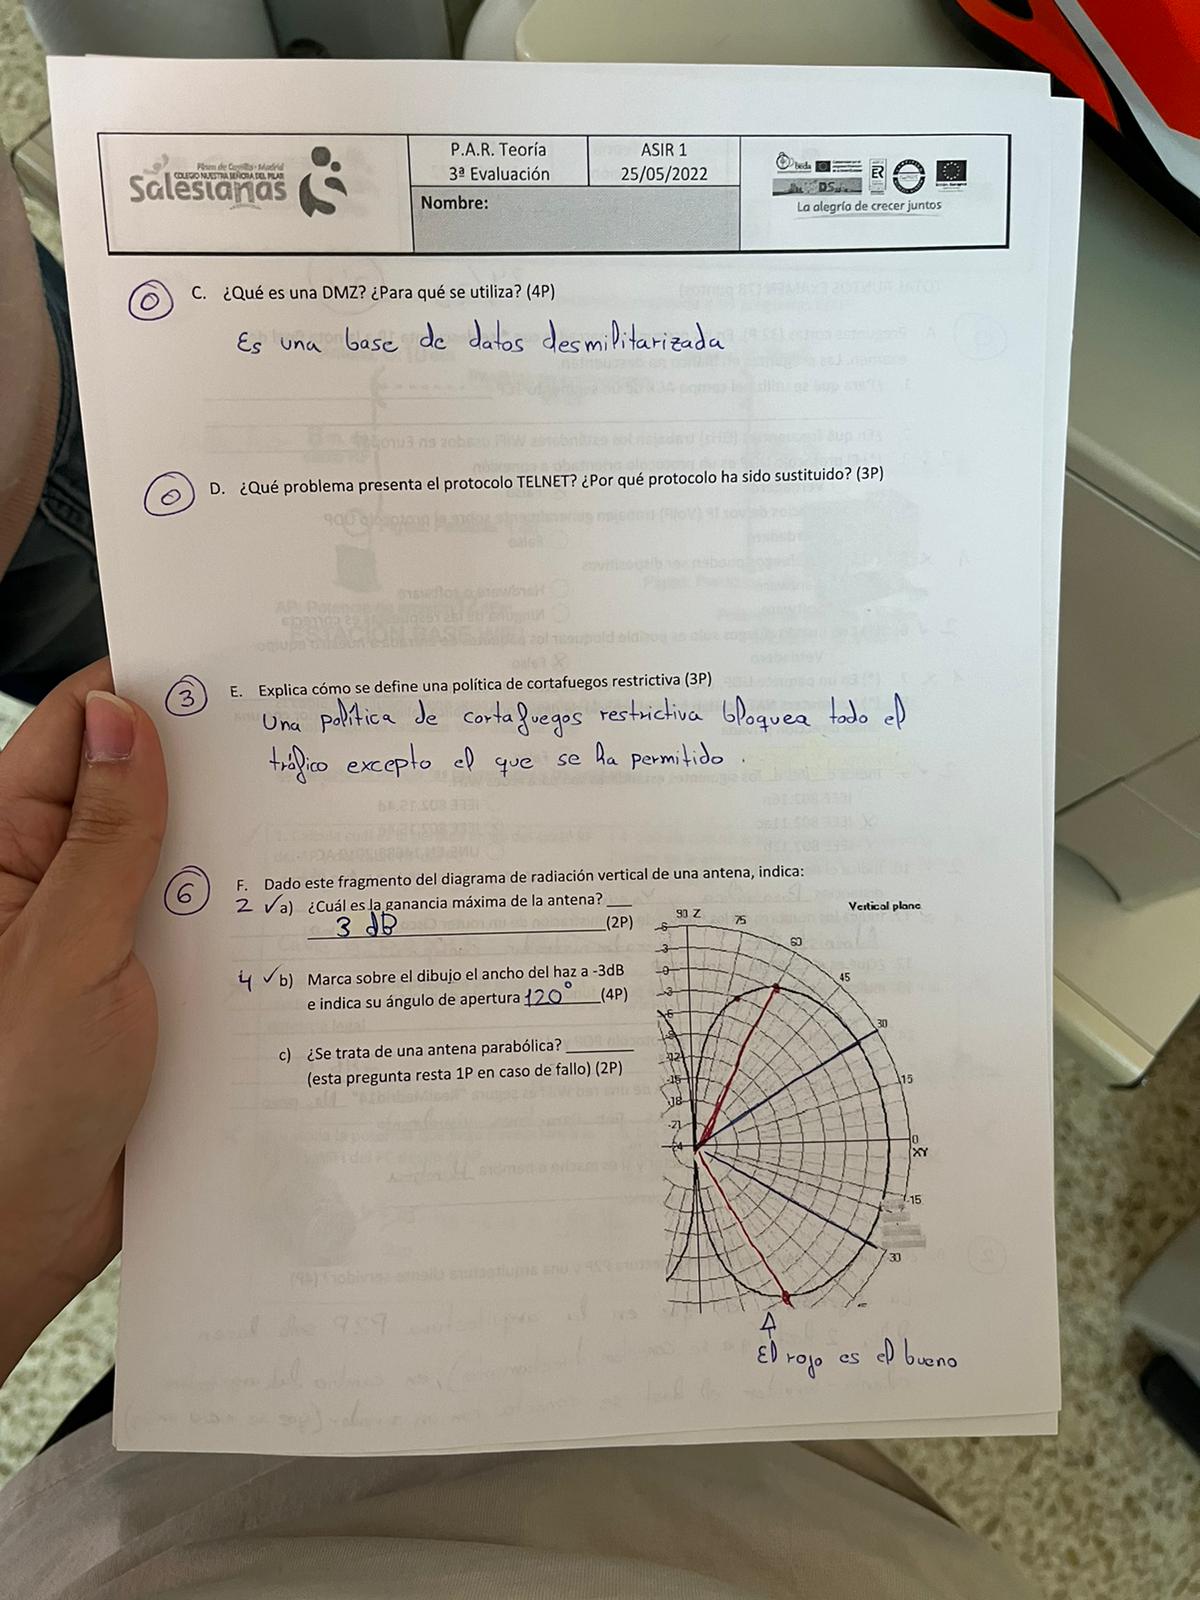 Pinos de Castilla - Madrid
COLEGIO NUESTRA SEÑORA DEL PILAR
Salesianas
P.A.R. Teoría
3ª Evaluación
ASIR 1
25/05/2022
Nombre:
beda
ER
La alegría de crecer juntos
0
C. ¿Qué es una DMZ? ¿Para qué se utiliza? (4P)
Es una base de datos desmilitarizada
0
D. ¿Qué problema presenta el protocolo TELNET? ¿Por qué protocolo ha sido sustituido? (3P)
3
E. Explica cómo se define una política de cortafuegos restrictiva (3P)
Una política de cortafuegos restrictiva bloquea todo el
tráfico excepto el que se ha permitido.
6
F. Dado este fragmento del diagrama de radiación vertical de una antena, indica:
2 ✓ a) ¿Cuál es la ganancia máxima de la antena? ___
3 dB (2P)
4 ✓ b) Marca sobre el dibujo el ancho del haz a -3dB
e indica su ángulo de apertura 120° (4P)
c) ¿Se trata de una antena parabólica? ________
(esta pregunta resta 1P en caso de fallo) (2P)
Vertical plane
90 Z
75
60
45
30
15
0
XY
-15
30
6
3
0
-3
-6
-9
-12
-15
-18
-21
El rojo es el bueno